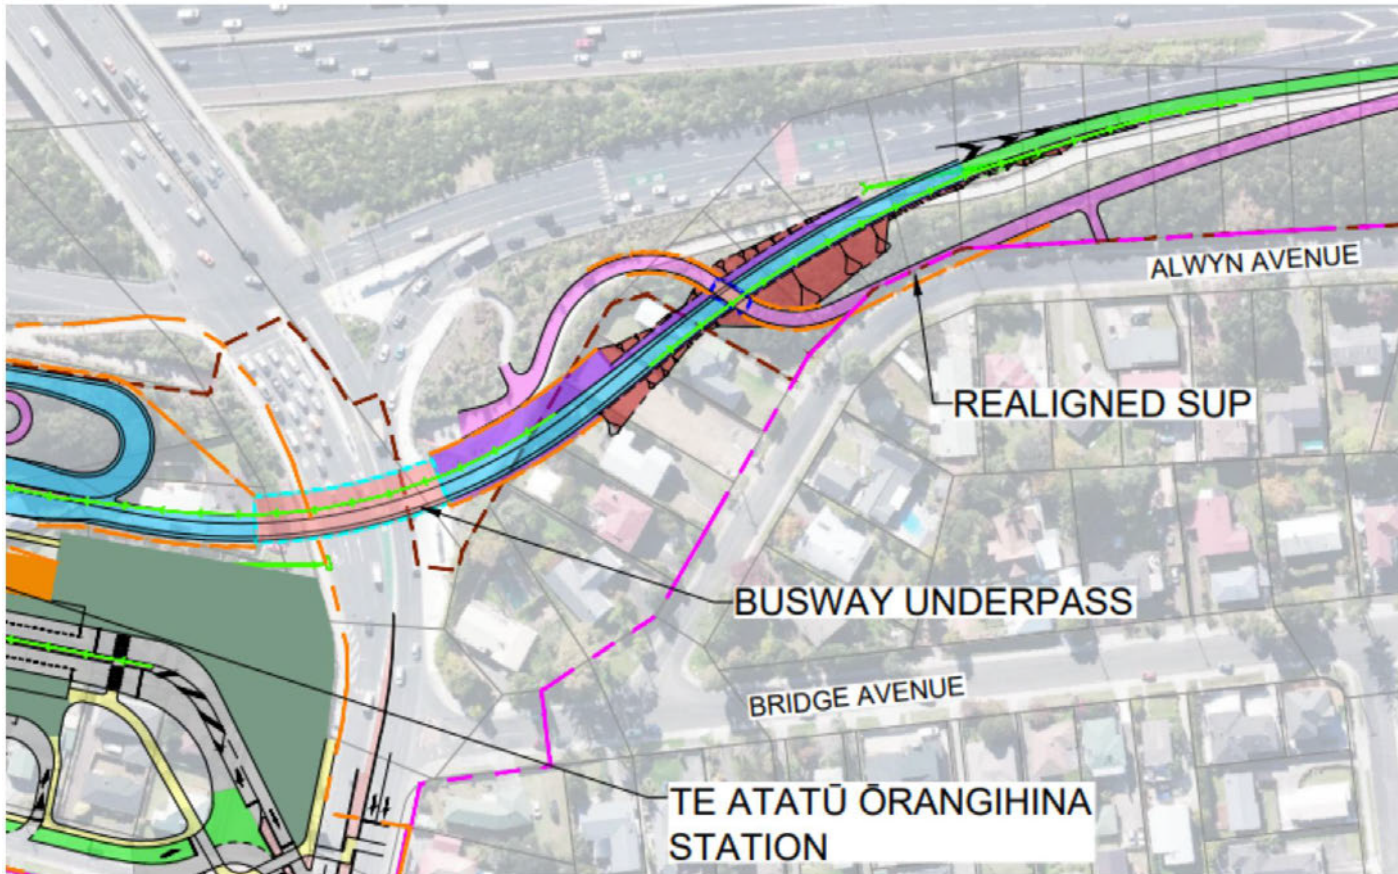 ALWYN AVENUE
REALIGNED SUP
BUSWAY UNDERPASS
BRIDGE AVENUE
TE ATATŪ ŌRANGIHINA
STATION